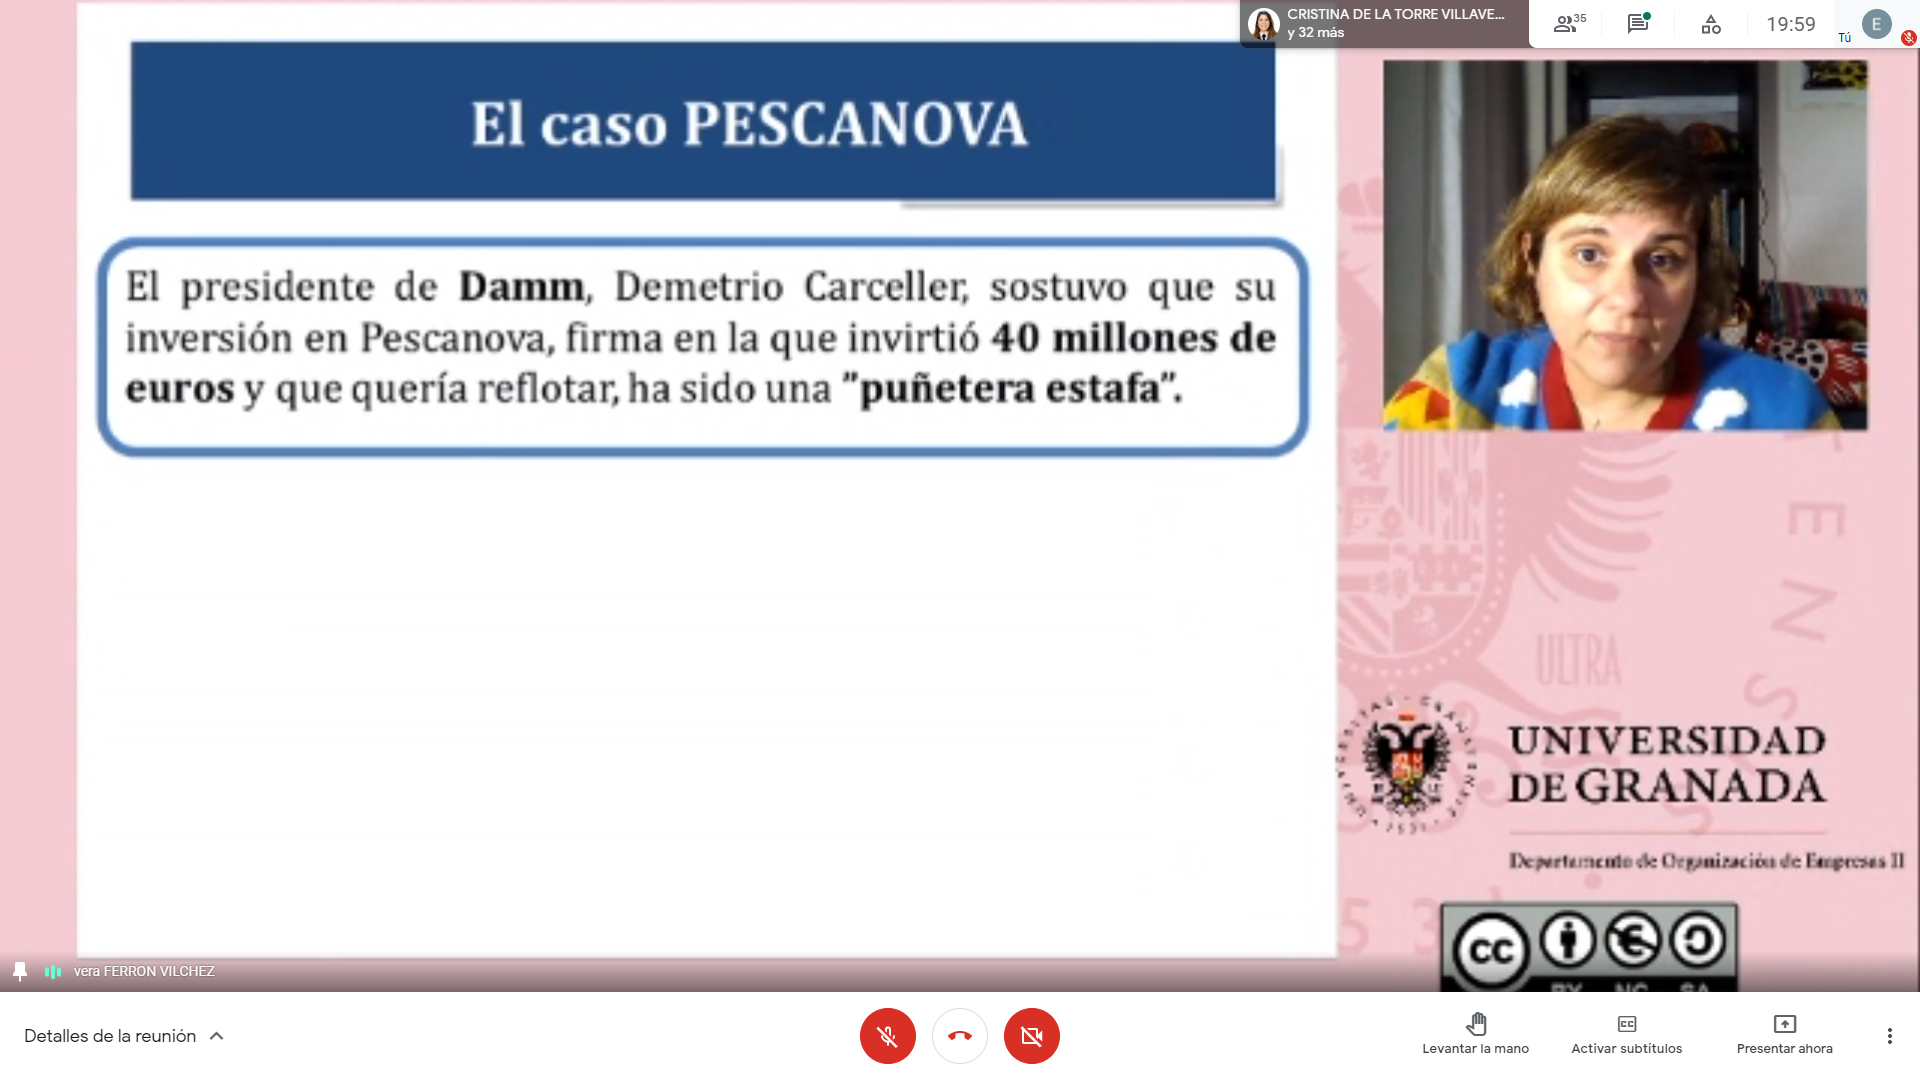 CRISTINA DE LA TORRE VILLAVE...
y 32 más
35
19:59
Tú
E
El caso PESCANOVA
El presidente de Damm, Demetrio Carceller, sostuvo que su
inversión en Pescanova, firma en la que invirtió 40 millones de
euros y que quería reflotar, ha sido una ”puñetera estafa”.
ULTRA
UNIVERSIDAD
DE GRANADA
Departamento de Organización de Empresas II
cc
BY NC SA
vera FERRON VILCHEZ
Detalles de la reunión
Levantar la mano
Activar subtítulos
Presentar ahora